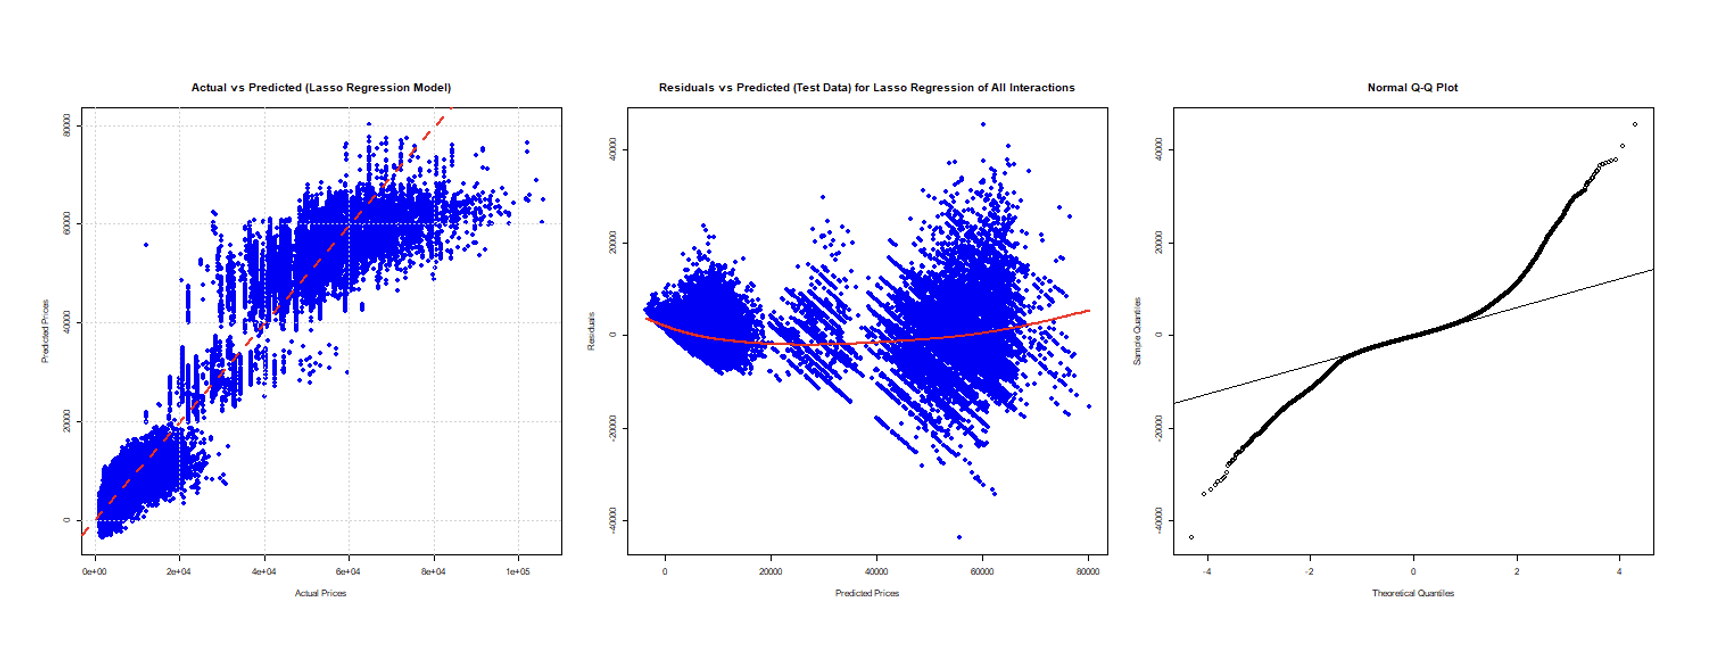 Actual vs Predicted (Lasso Regression Model)
80000
60000
40000
20000
0
Predicted Prices
0e+00 2e+04 4e+04 6e+04 8e+04 1e+05
Actual Prices
Residuals vs Predicted (Test Data) for Lasso Regression of All Interactions
40000
20000
0
-20000
-40000
Residuals
0 20000 40000 60000 80000
Predicted Prices
Normal Q-Q Plot
40000
20000
0
-20000
-40000
Sample Quantiles
-4 -2 0 2 4
Theoretical Quantiles